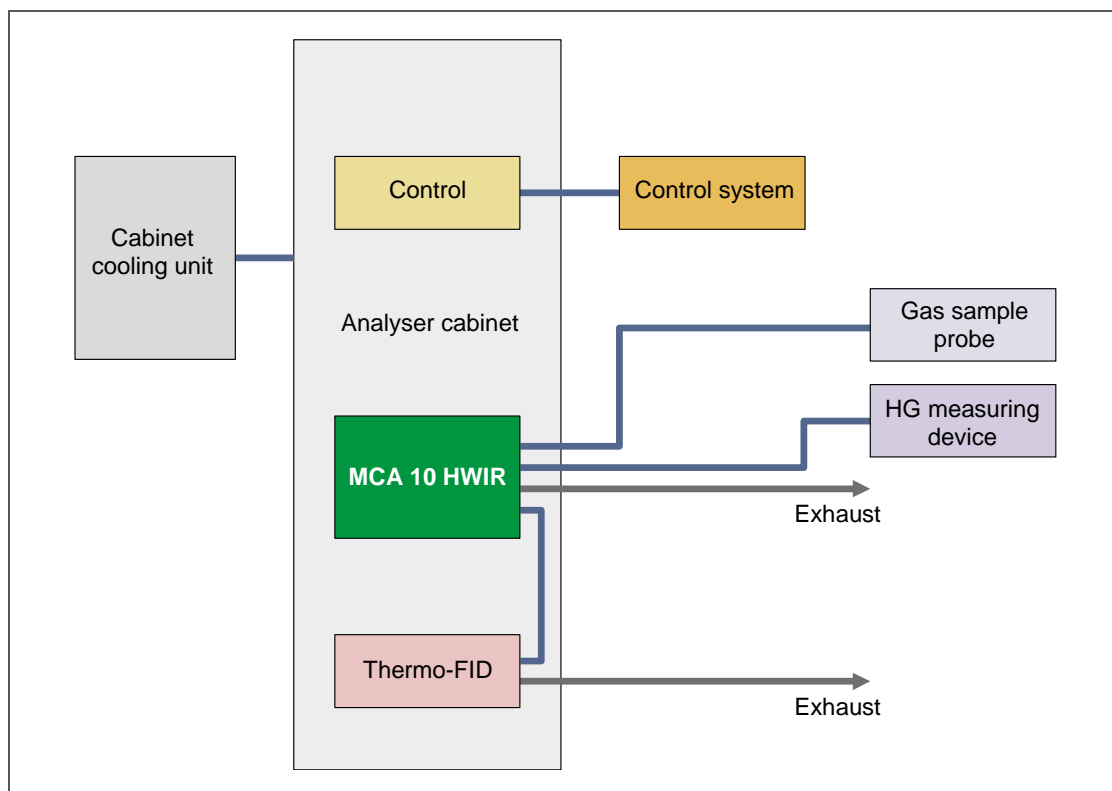 Control
Control system
Cabinet
cooling unit
Analyser cabinet
Gas sample
probe
HG measuring
device
MCA 10 HWIR
Exhaust
Thermo-FID
Exhaust